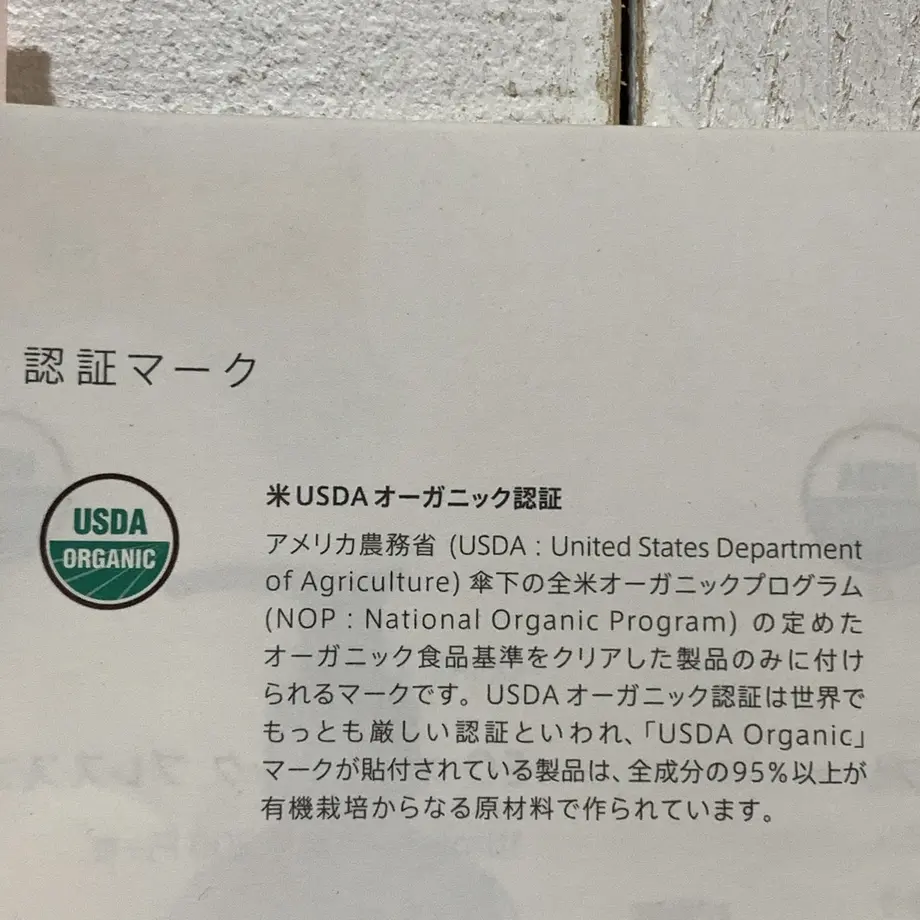 認証マーク
USDA
ORGANIC
米USDAオーガニック認証
アメリカ農務省 (USDA : United States Department
of Agriculture) 傘下の全米オーガニックプログラム
(NOP : National Organic Program) の定めた
オーガニック食品基準をクリアした製品のみに付け
られるマークです。USDAオーガニック認証は世界で
もっとも厳しい認証といわれ、「USDA Organic」
マークが貼付されている製品は、全成分の95%以上が
有機栽培からなる原材料で作られています。